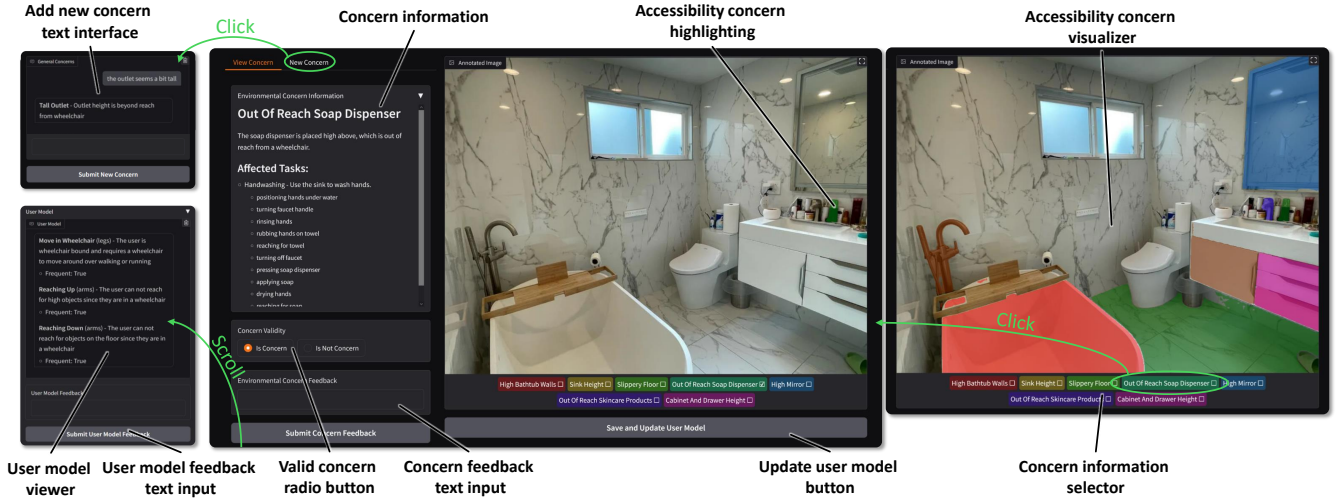 Add new concern
text interface
Click
Concern information
Accessibility concern
highlighting
Accessibility concern
visualizer
General Concerns
the outlet seems a bit tall
Tall Outlet - Outlet height is beyond reach
from wheelchair
Submit New Concern
User Model
User Model
Move in Wheelchair (legs) - The user is
wheelchair bound and requires a wheelchair
to move around over walking or running
Frequent: True
Reaching Up (arms) - The user can not reach
for high objects since they are in a wheelchair
Frequent: True
Reaching Down (arms) - The user can not
reach for objects on the floor since they are in
a wheelchair
Frequent: True
User Model Feedback
Submit User Model Feedback
Scroll
View Concern
New Concern
Environmental Concern Information
Out Of Reach Soap Dispenser
The soap dispenser is placed high above, which is out of
reach from a wheelchair.
Affected Tasks:
Handwashing - Use the sink to wash hands.
positioning hands under water
turning faucet handle
rinsing hands
rubbing hands on towel
reaching for towel
turning off faucet
pressing soap dispenser
applying soap
drying hands
reaching for soap
Concern Validity
Is Concern
Is Not Concern
Environmental Concern Feedback
Submit Concern Feedback
Annotated Image
High Bathtub Walls
Sink Height
Slippery Floor
Out Of Reach Soap Dispenser
High Mirror
Out Of Reach Skincare Products
Cabinet And Drawer Height
Save and Update User Model
Annotated Image
Click
High Bathtub Walls
Sink Height
Slippery Floor
Out Of Reach Soap Dispenser
High Mirror
Out Of Reach Skincare Products
Cabinet And Drawer Height
User model
viewer
User model feedback
text input
Valid concern
radio button
Concern feedback
text input
Update user model
button
Concern information
selector